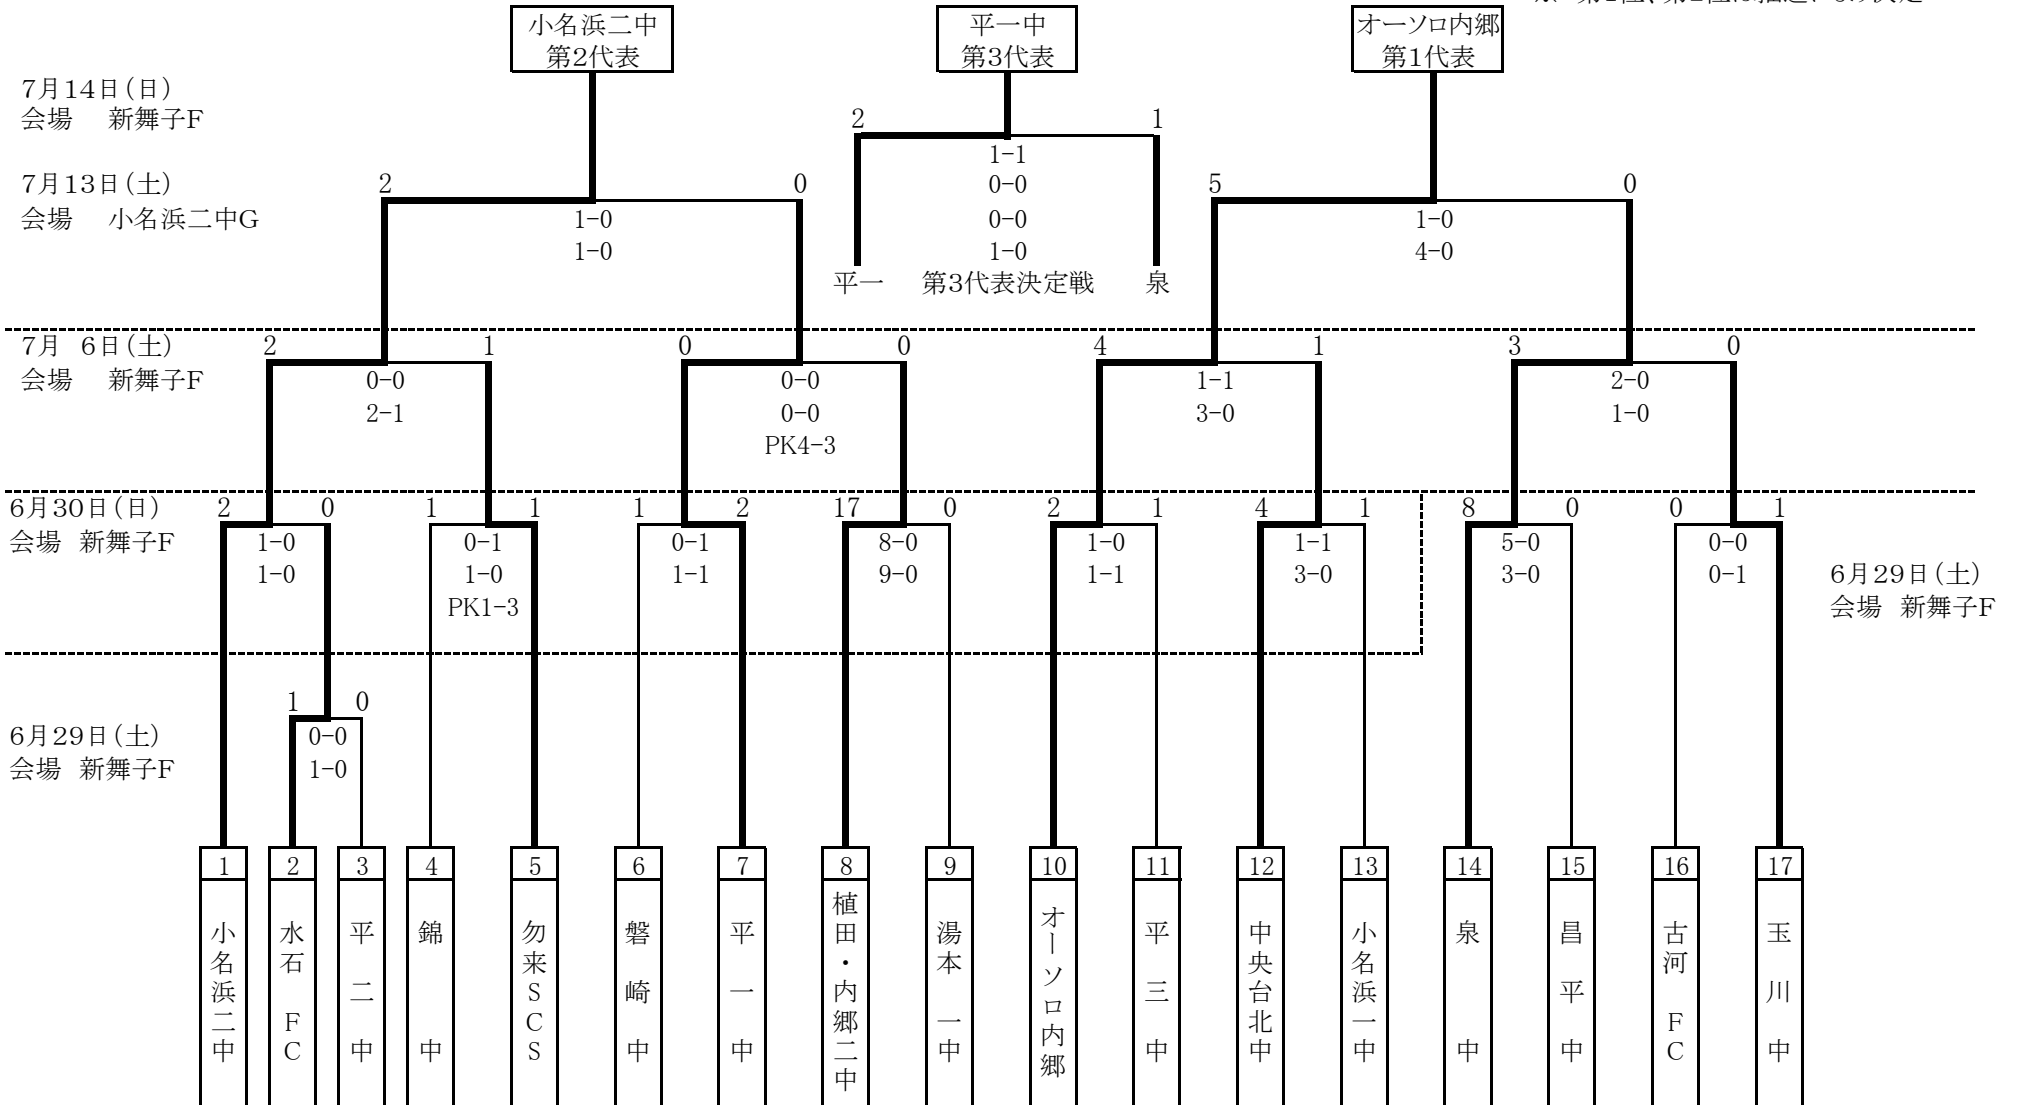 小名浜二中
第2代表
平一中
第3代表
オーソロ内郷
第1代表
7月14日(日)
会場 新舞子F
2 1
1-1
0-0
0-0
1-0
平一 第3代表決定戦 泉
7月13日(土)
会場 小名浜二中G
2 0
1-0
1-0
5 0
1-0
4-0
7月 6日(土)
会場 新舞子F
2 1
0-0
2-1
0 0
0-0
0-0
PK4-3
4 1
1-1
3-0
3 0
2-0
1-0
6月30日(日)
会場 新舞子F
2 0
1-0
1-0
1 1
0-1
1-0
PK1-3
1 2
0-1
1-1
17 0
8-0
9-0
2 1
1-0
1-1
4 1
1-1
3-0
8 0
5-0
3-0
0 1
0-0
0-1
6月29日(土)
会場 新舞子F
6月29日(土)
会場 新舞子F
1 0
0-0
1-0
1 2 3 4 5 6 7 8 9 10 11 12 13 14 15 16 17
小名浜二中
水石 FC
平二中
錦中
勿来SCS
磐崎中
平一中
植田・内郷二中
湯本一中
オーソロ内郷
平三中
中央台北中
小名浜一中
泉中
昌平中
古河 FC
玉川中